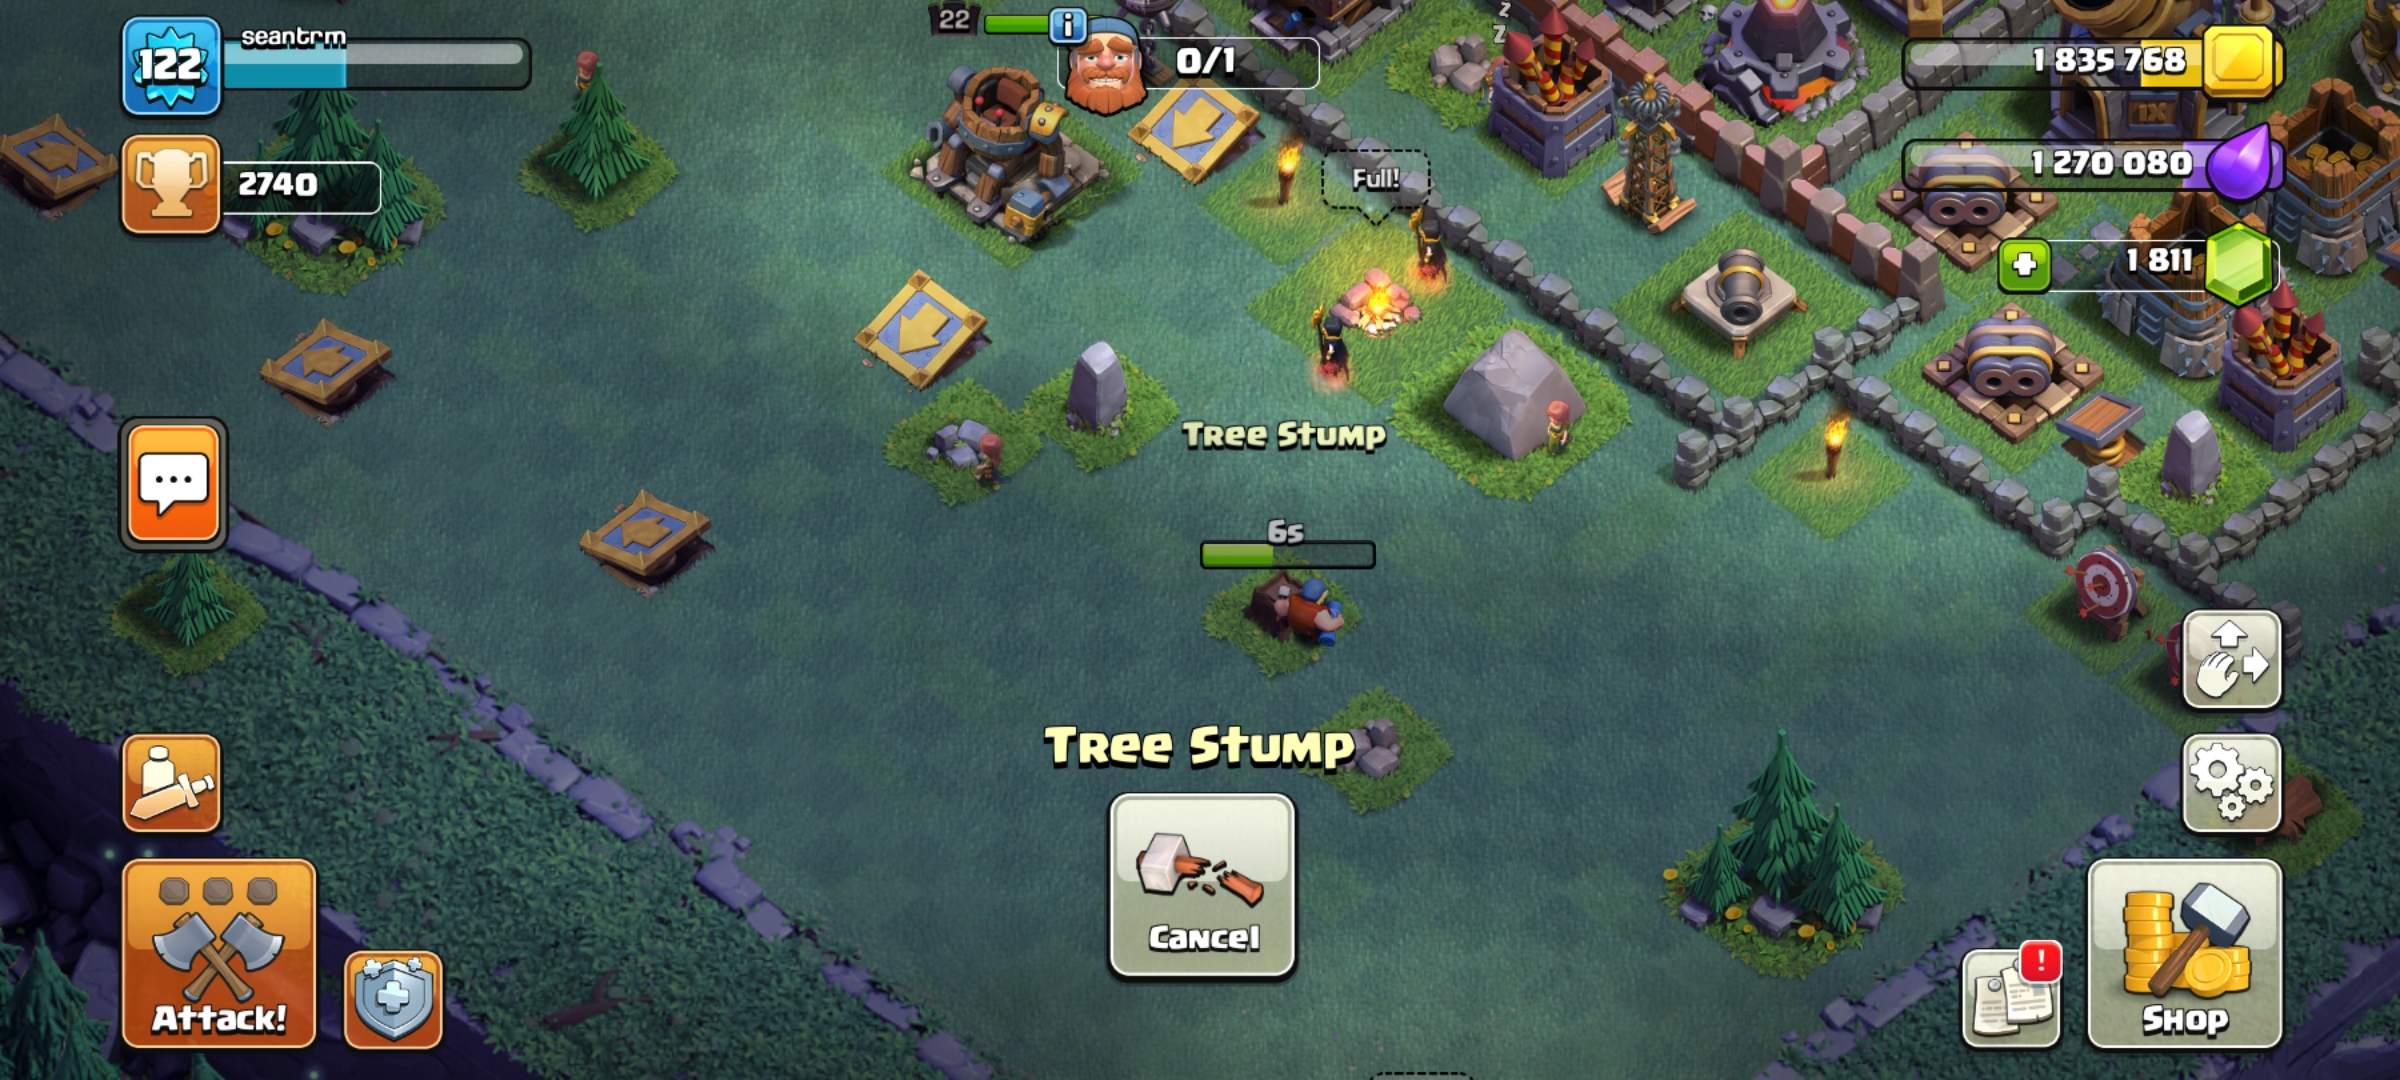 22
seantrm
122
0/1
1 835 768
2740
Full!
1 270 080
1 811
Tree Stump
6s
Tree Stump
Cancel
Attack!
!
Shop